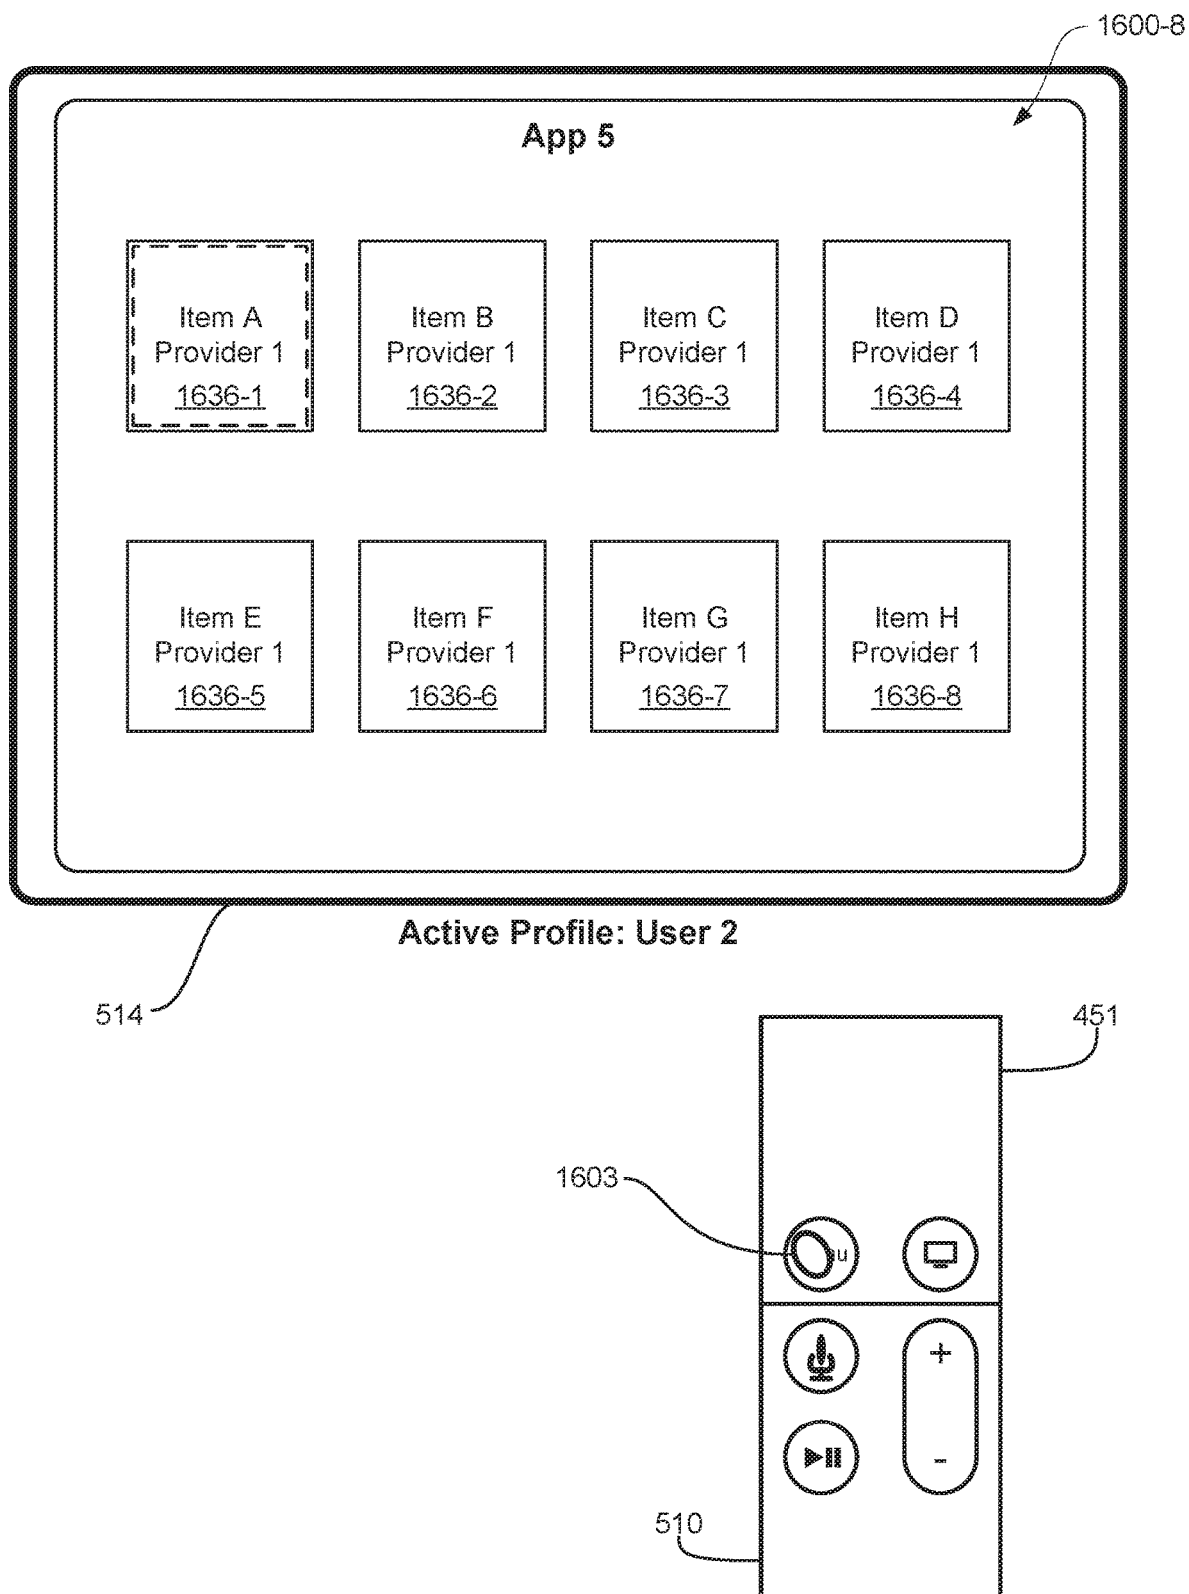 1600-8
App 5
Item A
Provider 1
1636-1
Item B
Provider 1
1636-2
Item C
Provider 1
1636-3
Item D
Provider 1
1636-4
Item E
Provider 1
1636-5
Item F
Provider 1
1636-6
Item G
Provider 1
1636-7
Item H
Provider 1
1636-8
Active Profile: User 2
514
451
1603
nu
+
-
510